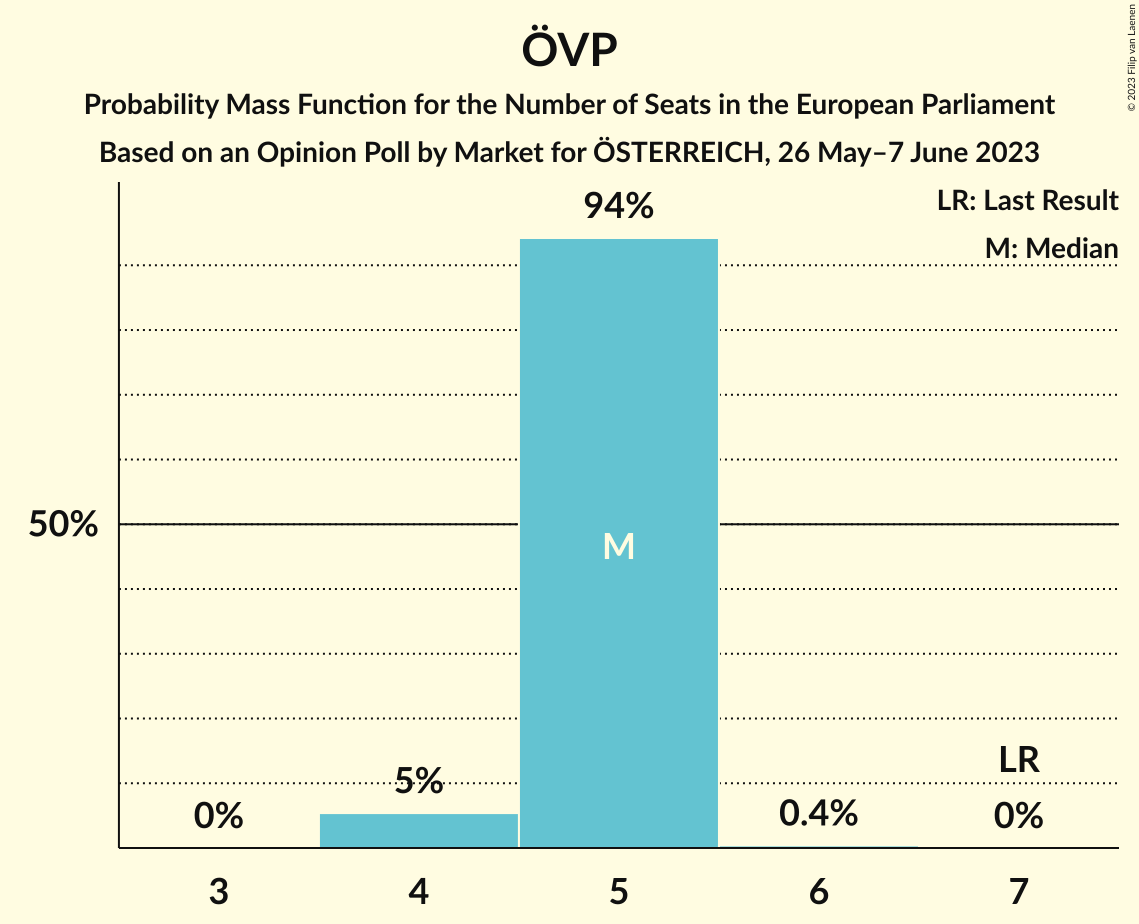 ÖVP
Probability Mass Function for the Number of Seats in the European Parliament
Based on an Opinion Poll by Market for ÖSTERREICH, 26 May–7 June 2023
© 2023 Filip van Laenen
LR: Last Result
M: Median
94%
50%
M
5%
0%
0.4%
LR
0%
3 4 5 6 7